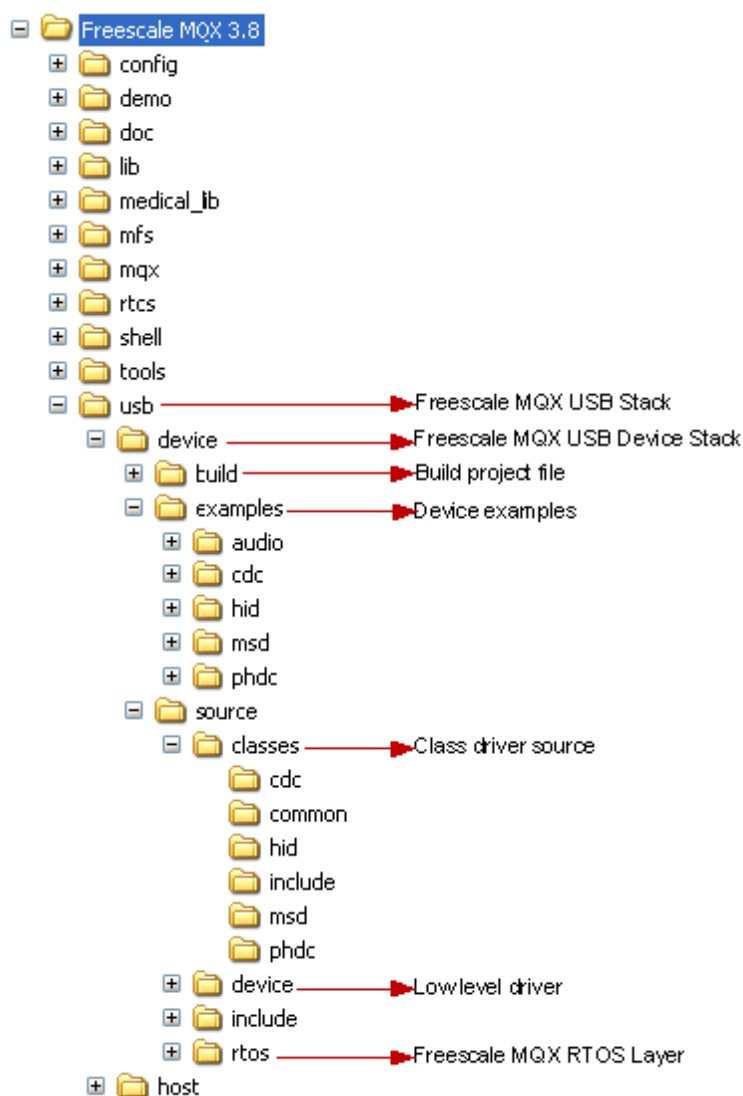 Freescale MQX 3.8
config
demo
doc
lib
medical_lib
mfs
mqx
rtcs
shell
tools
usb Freescale MQX USB Stack
device Freescale MQX USB Device Stack
build Build project file
examples Device examples
audio
cdc
hid
msd
phdc
source
classes Class driver source
cdc
common
hid
include
msd
phdc
device Low level driver
include
rtos Freescale MQX RTOS Layer
host